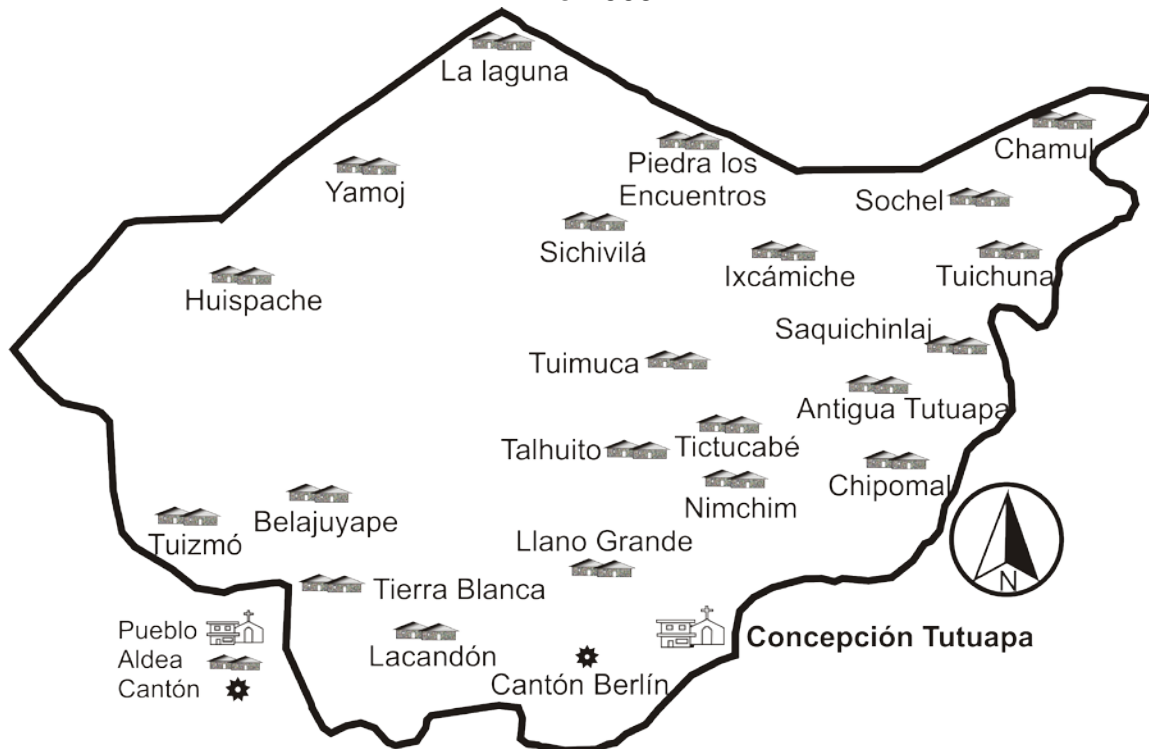 La laguna
Chamul
Piedra los
Encuentros
Yamoj
Sochel
Sichivilá
Ixcámiche
Tuichuna
Huispache
Saquichinlaj
Tuimuca
Antigua Tutuapa
Tictucabé
Talhuito
Chipomal
Nimchim
Belajuyape
Tuizmó
Llano Grande
N
Tierra Blanca
Pueblo
Aldea
Cantón
Concepción Tutuapa
Lacandón
Cantón Berlín